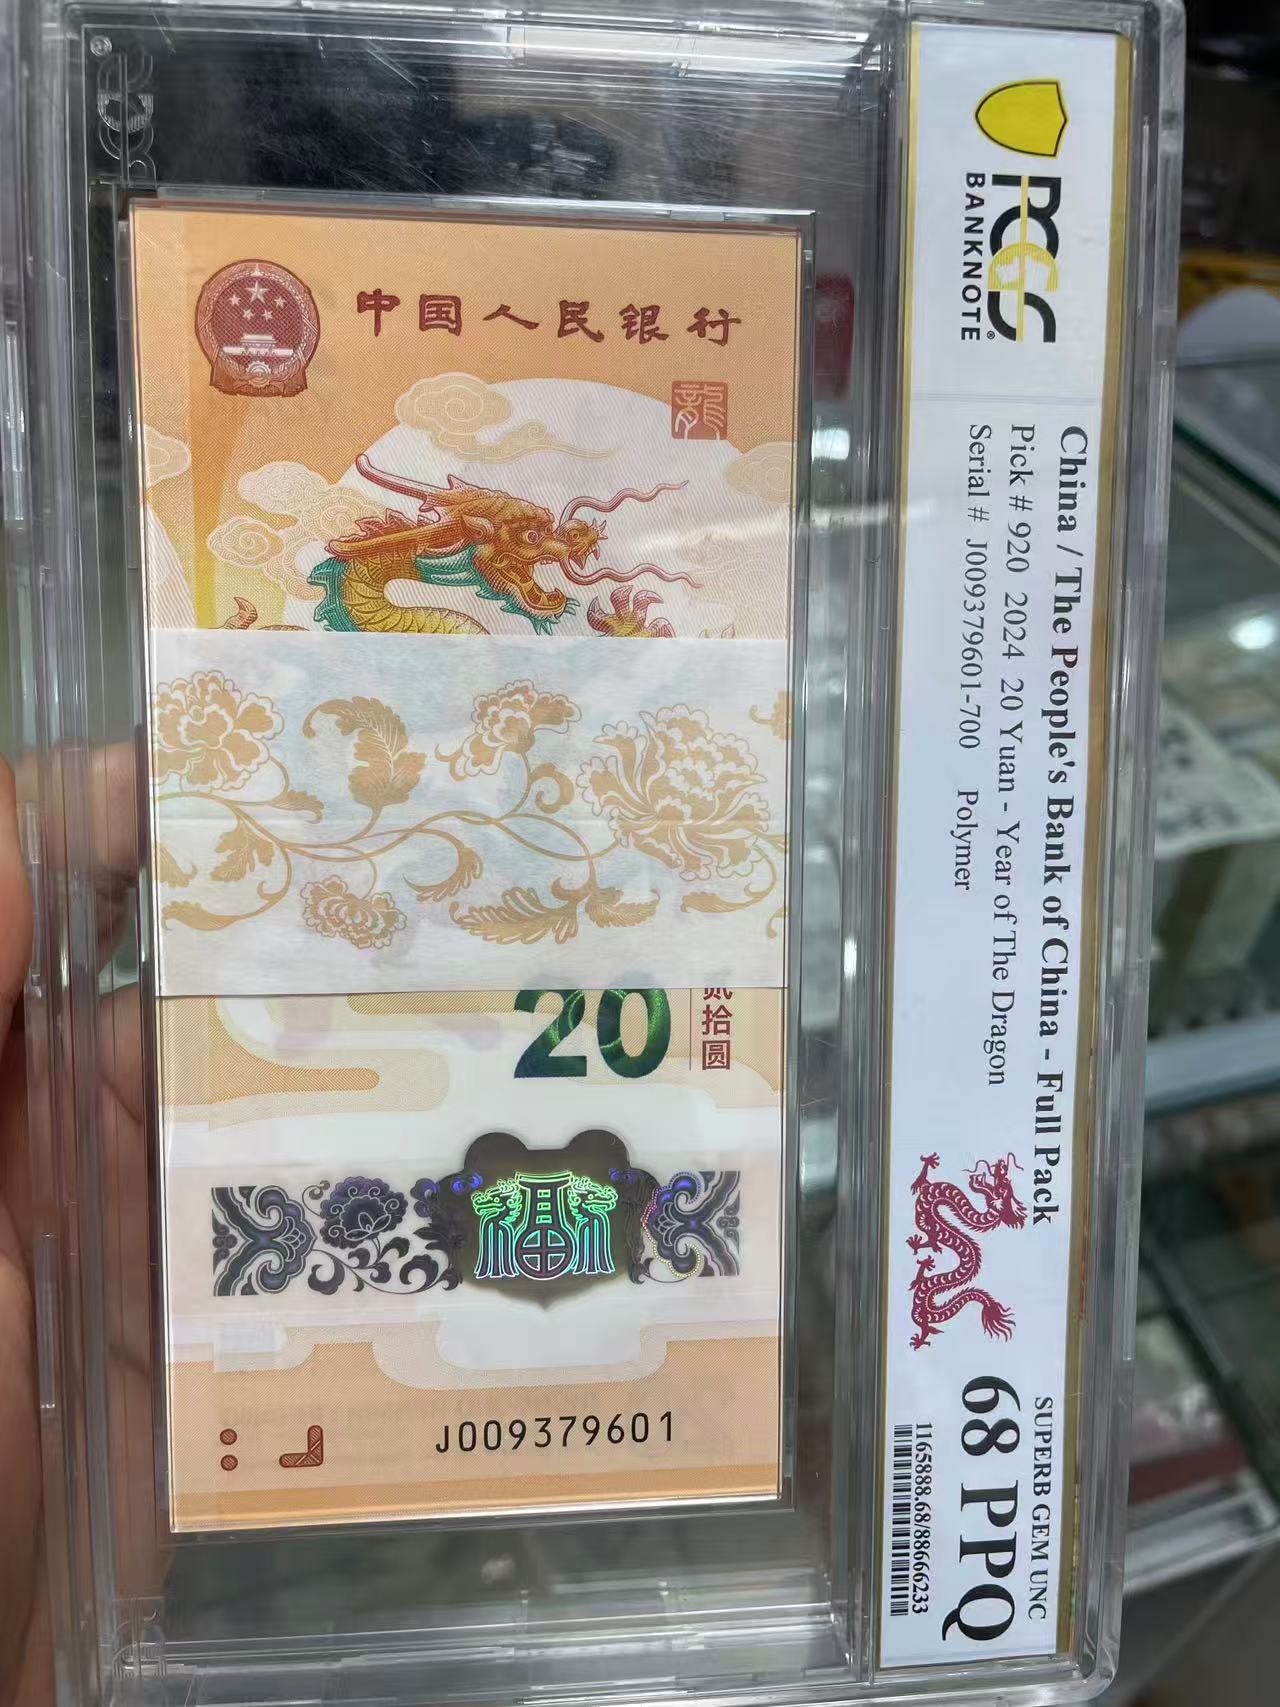 中国人民银行
龍
20
贰拾圆
J009379601
PCGS
BANKNOTE®
China / The People's Bank of China - Full Pack
Pick # 920 2024 20 Yuan - Year of The Dragon
Serial # J009379601-700 Polymer
SUPERB GEM UNC
68 PPQ
1165888.68/88666233